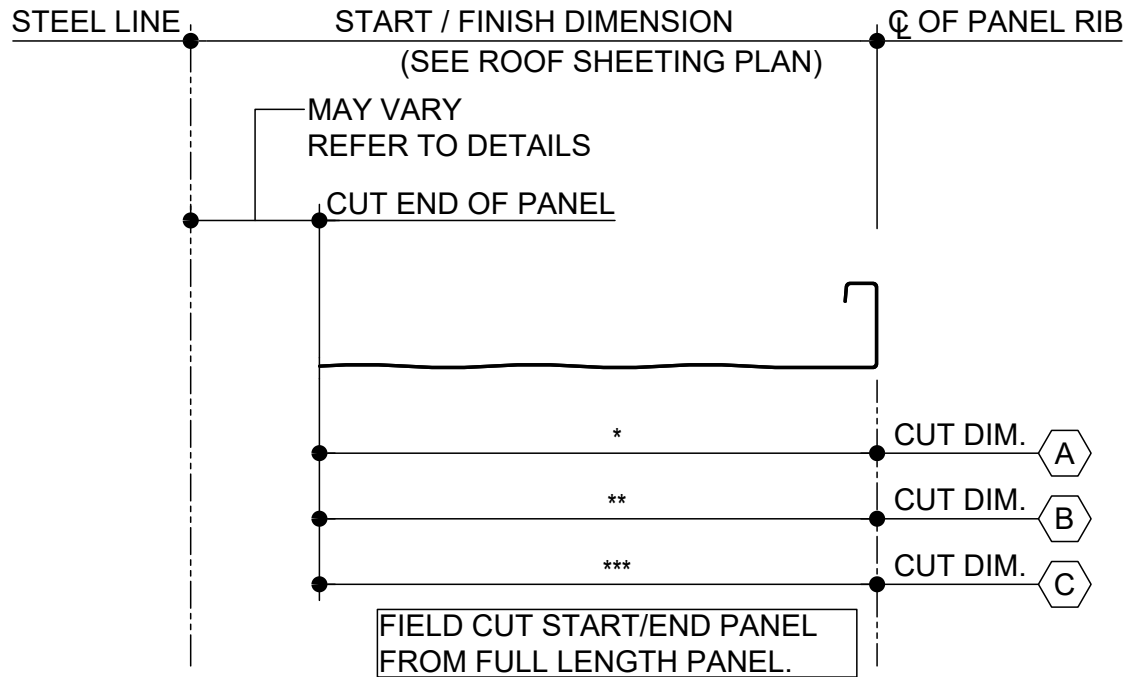 STEEL LINE
START / FINISH DIMENSION
℄ OF PANEL RIB
(SEE ROOF SHEETING PLAN)
MAY VARY
REFER TO DETAILS
CUT END OF PANEL
*
CUT DIM.
A
**
CUT DIM.
B
***
CUT DIM.
C
FIELD CUT START/END PANEL
FROM FULL LENGTH PANEL.